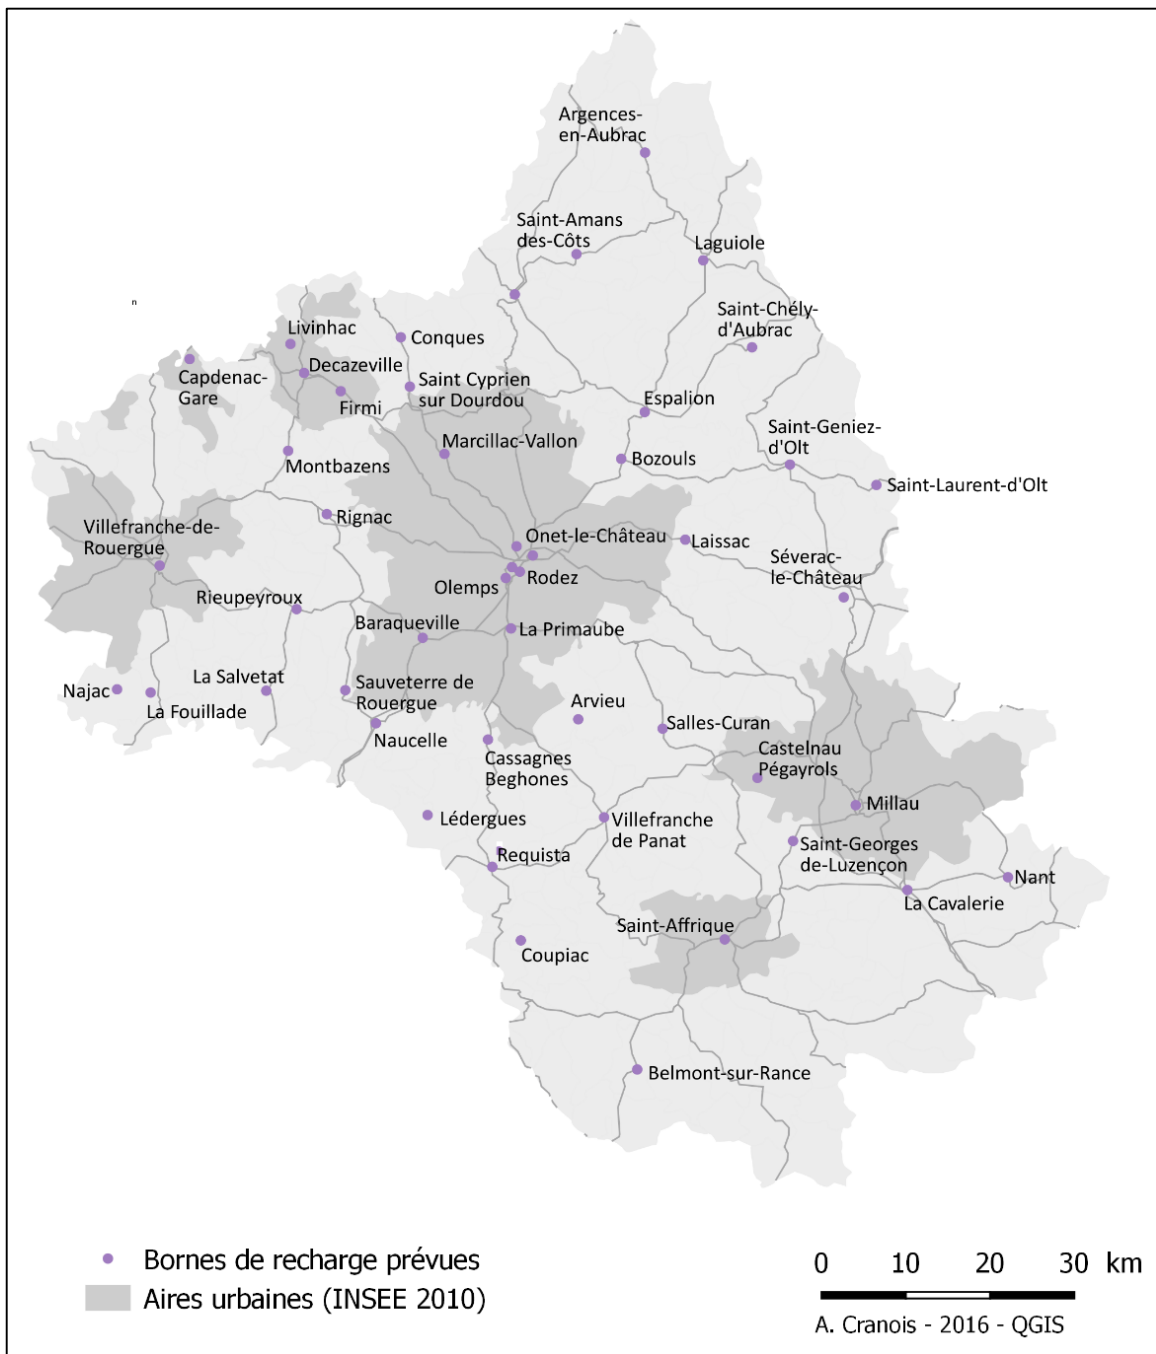 Argences-
en-Aubrac
Saint-Amans
des-Côts
Laguiole
Saint-Chély-
d'Aubrac
n
Livinhac
Conques
Decazeville
Capdenac-
Gare
Saint Cyprien
sur Dourdou
Firmi
Espalion
Marcillac-Vallon
Saint-Geniez-
d'Olt
Montbazens
Bozouls
Saint-Laurent-d'Olt
Rignac
Villefranche-de-
Rouergue
Onet-le-Château
Laissac
Séverac-
le-Château
Olemps
Rodez
Rieupeyroux
Baraqueville
La Primaube
Najac
La Salvetat
Sauveterre de
Rouergue
Arvieu
La Fouillade
Naucelle
Salles-Curan
Cassagnes
Beghones
Castelnau
Pégayrols
Millau
Lédergues
Villefranche
de Panat
Saint-Georges
de-Luzençon
Requista
Nant
La Cavalerie
Saint-Affrique
Coupiac
Belmont-sur-Rance
Bornes de recharge prévues
Aires urbaines (INSEE 2010)
0 10 20 30 km
A. Cranois - 2016 - QGIS